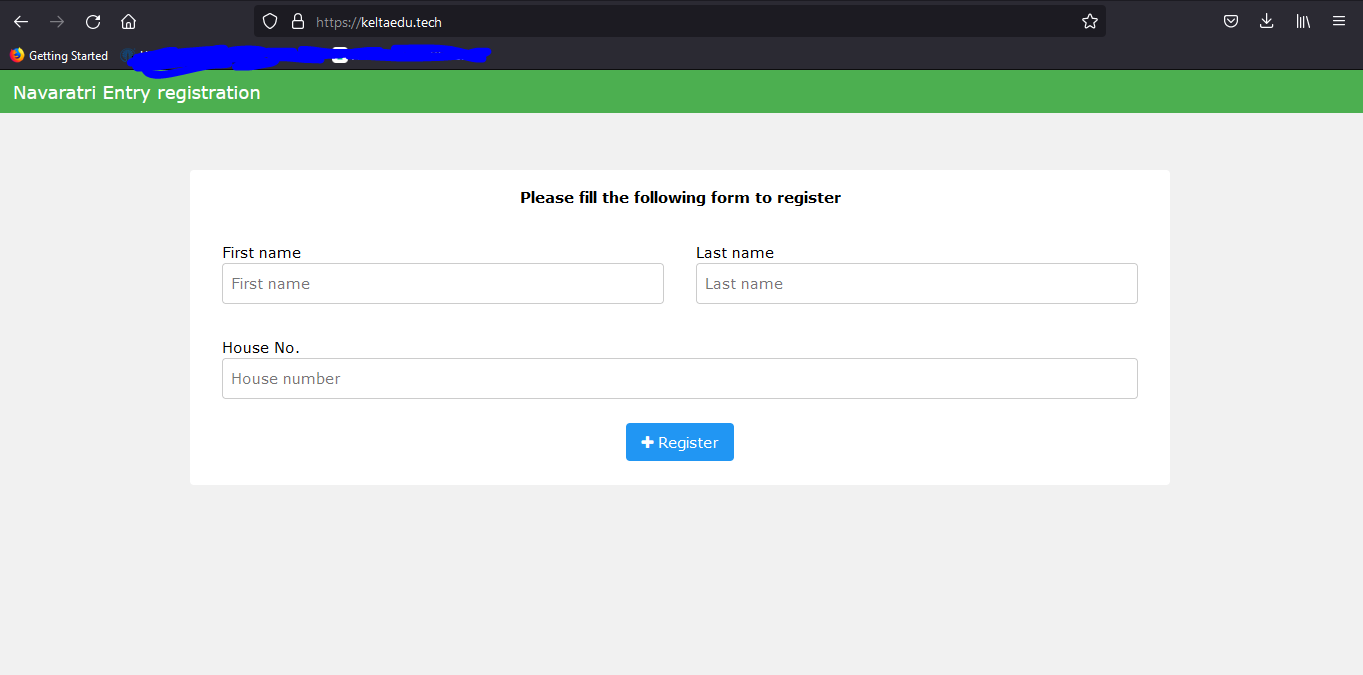 https://keltaedu.tech
Getting Started
Navaratri Entry registration
Please fill the following form to register
First name Last name
First name Last name
House No.
House number
Register